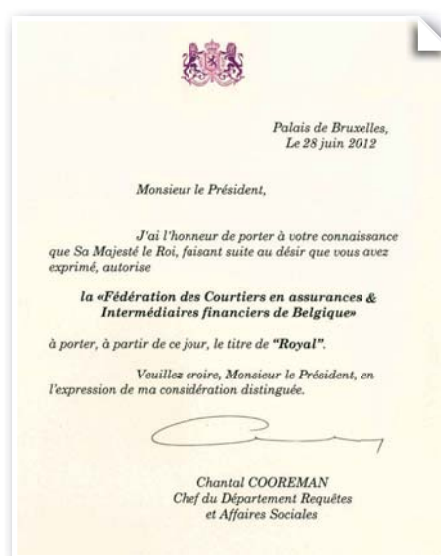 Palais de Bruxelles,
Le 28 juin 2012
Monsieur le Président,
J'ai l'honneur de porter à votre connaissance
que Sa Majesté le Roi, faisant suite au désir que vous avez
exprimé, autorise
la «Fédération des Courtiers en assurances &
Intermédiaires financiers de Belgique»
à porter, à partir de ce jour, le titre de “Royal”.
Veuillez croire, Monsieur le Président, en
l'expression de ma considération distinguée.
Chantal COOREMAN
Chef du Département Requêtes
et Affaires Sociales